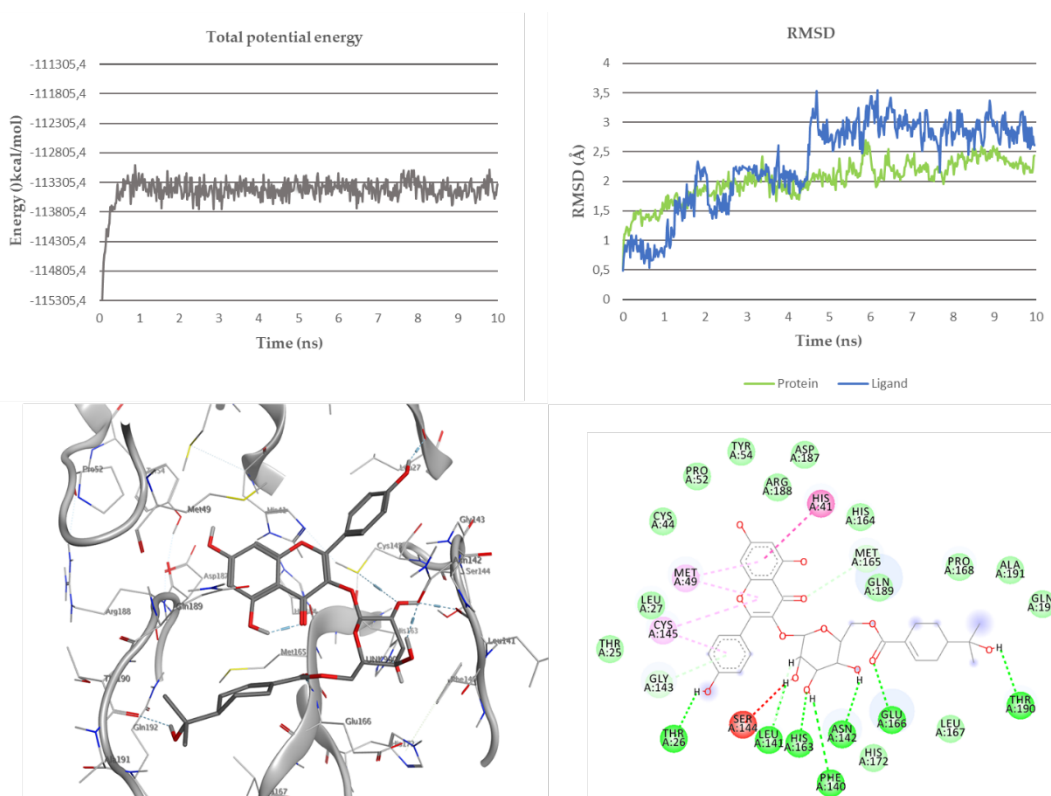 Total potential energy
Energy ()kcal/mol)
-111305,4
-111805,4
-112305,4
-112805,4
-113305,4
-113805,4
-114305,4
-114805,4
-115305,4
0 1 2 3 4 5 6 7 8 9 10
Time (ns)
RMSD
RMSD (Å)
4
3,5
3
2,5
2
1,5
1
0,5
0
0 1 2 3 4 5 6 7 8 9 10
Time (ns)
Protein Ligand
Pro52
Met49
Gly143
Ser144
Arg188
Gln189
Met165
Leu141
Glu166
Gln192
TYR
A:54
ASP
A:187
PRO
A:52
ARG
A:188
HIS
A:41
CYS
A:44
HIS
A:164
MET
A:165
GLN
A:189
PRO
A:168
ALA
A:191
GLN
A:19
MET
A:49
LEU
A:27
CYS
A:145
THR
A:25
GLY
A:143
THR
A:26
SER
A:144
LEU
A:141
HIS
A:163
PHE
A:140
ASN
A:142
HIS
A:172
GLU
A:166
LEU
A:167
THR
A:190
O
O
O
O
O
O
O
O
O
O
O
O
O
H
H
H
H
H